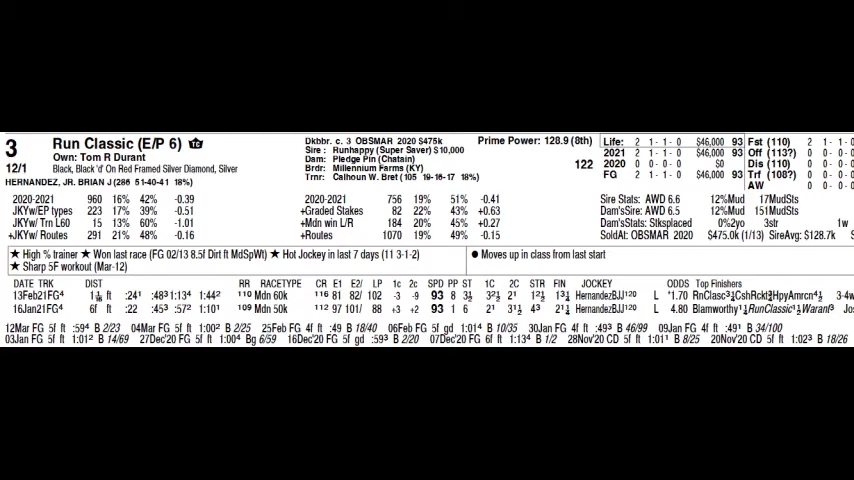 3 Run Classic (E/P 6)
Own: Tom R Durant
12/1 Black, Black 'd' On Red Framed Silver Diamond, Silver
HERNANDEZ, JR. BRIAN J (286 51-40-41 18%)
Dkbbr. c. 3 OBSMAR 2020 $475k
Sire : Runhappy (Super Saver) $10,000
Dam: Pledge Pin (Chatain)
Brdr: Millennium Farms (KY)
Trnr: Calhoun W. Bret (105 19-16-17 18%)
Prime Power: 128.9 (8th)
122
Life: 2 1 - 1 - 0 $46,000 93
2021 2 1 - 1 - 0 $46,000 93
2020 0 0 - 0 - 0 $0
FG 2 1 - 1 - 0 $46,000 93
Fst (110) 2 1 - 1 - 0
Off (113?) 0 0 - 0 - 0
Dis (110) 0 0 - 0 - 0
Trf (108?) 0 0 - 0 - 0
AW 0 0 - 0 - 0
2020-2021 960 16% 42% -0.39
JKYw/EP types 223 17% 39% -0.51
JKYw/ Trn L60 15 13% 60% -1.01
+JKYw/ Routes 291 21% 48% -0.16
2020-2021 756 19% 51% -0.41
+Graded Stakes 82 22% 43% +0.63
+Mdn win L/R 184 20% 45% +0.27
+Routes 1070 19% 49% -0.15
Sire Stats: AWD 6.6 12%Mud 17MudSts
Dam'sSire: AWD 6.5 12%Mud 151MudSts
Dam'sStats: Stksplaced 0%2yo 3str 1w
SoldAt: OBSMAR 2020 $475.0k (1/13) SireAvg: $128.7k
★ High % trainer ★ Won last race (FG 02/13 8.5f Dirt ft MdSpWt) ★ Hot Jockey in last 7 days (11 3-1-2)
★ Sharp 5F workout (Mar-12)
● Moves up in class from last
DATE TRK DIST RR RACETYPE CR E1 E2/ LP 1c 2c SPD PP ST 1C 2C STR FIN JOCKEY ODDS Top Finishers
13Feb21FG⁴ 1 1/16 ft :24¹ :48³ 1:13⁴ 1:44² 110 Mdn 60k 116 81 82/ 102 -3 -9 93 8 3½ 3²½ 2¹ 1²½ 13¼ HernandezBJJ¹²⁰ L *1.70 RnClasc³¼CshRckt¾HpyAmrcn⁴½ 3-4w
16Jan21FG⁴ 6f ft :22 :45³ :57² 1:10¹ 109 Mdn 50k 112 97 101/ 88 +3 +2 93 1 6 2¹ 3¹½ 4³ 2¹¼ HernandezBJJ¹²⁰ L 4.80 Blamworthy¹¼RunClassic¹½Waranf³ Jos
12Mar FG 5f ft :59⁴ B 2/23 04Mar FG 5f ft 1:00² B 2/25 25Feb FG 4f ft :49 B 18/40 06Feb FG 5f gd 1:01⁴ B 10/35 30Jan FG 4f ft :49³ B 46/99 09Jan FG 4f ft :49¹ B 34/100
03Jan FG 5f ft 1:01² B 14/69 27Dec'20 FG 5f ft 1:00⁴ Bg 6/59 16Dec'20 FG 5f gd :59³ B 2/20 07Dec'20 FG 6f ft 1:13⁴ B 1/2 28Nov'20 CD 5f ft 1:01¹ B 8/25 20Nov'20 CD 5f ft 1:02³ B 18/26